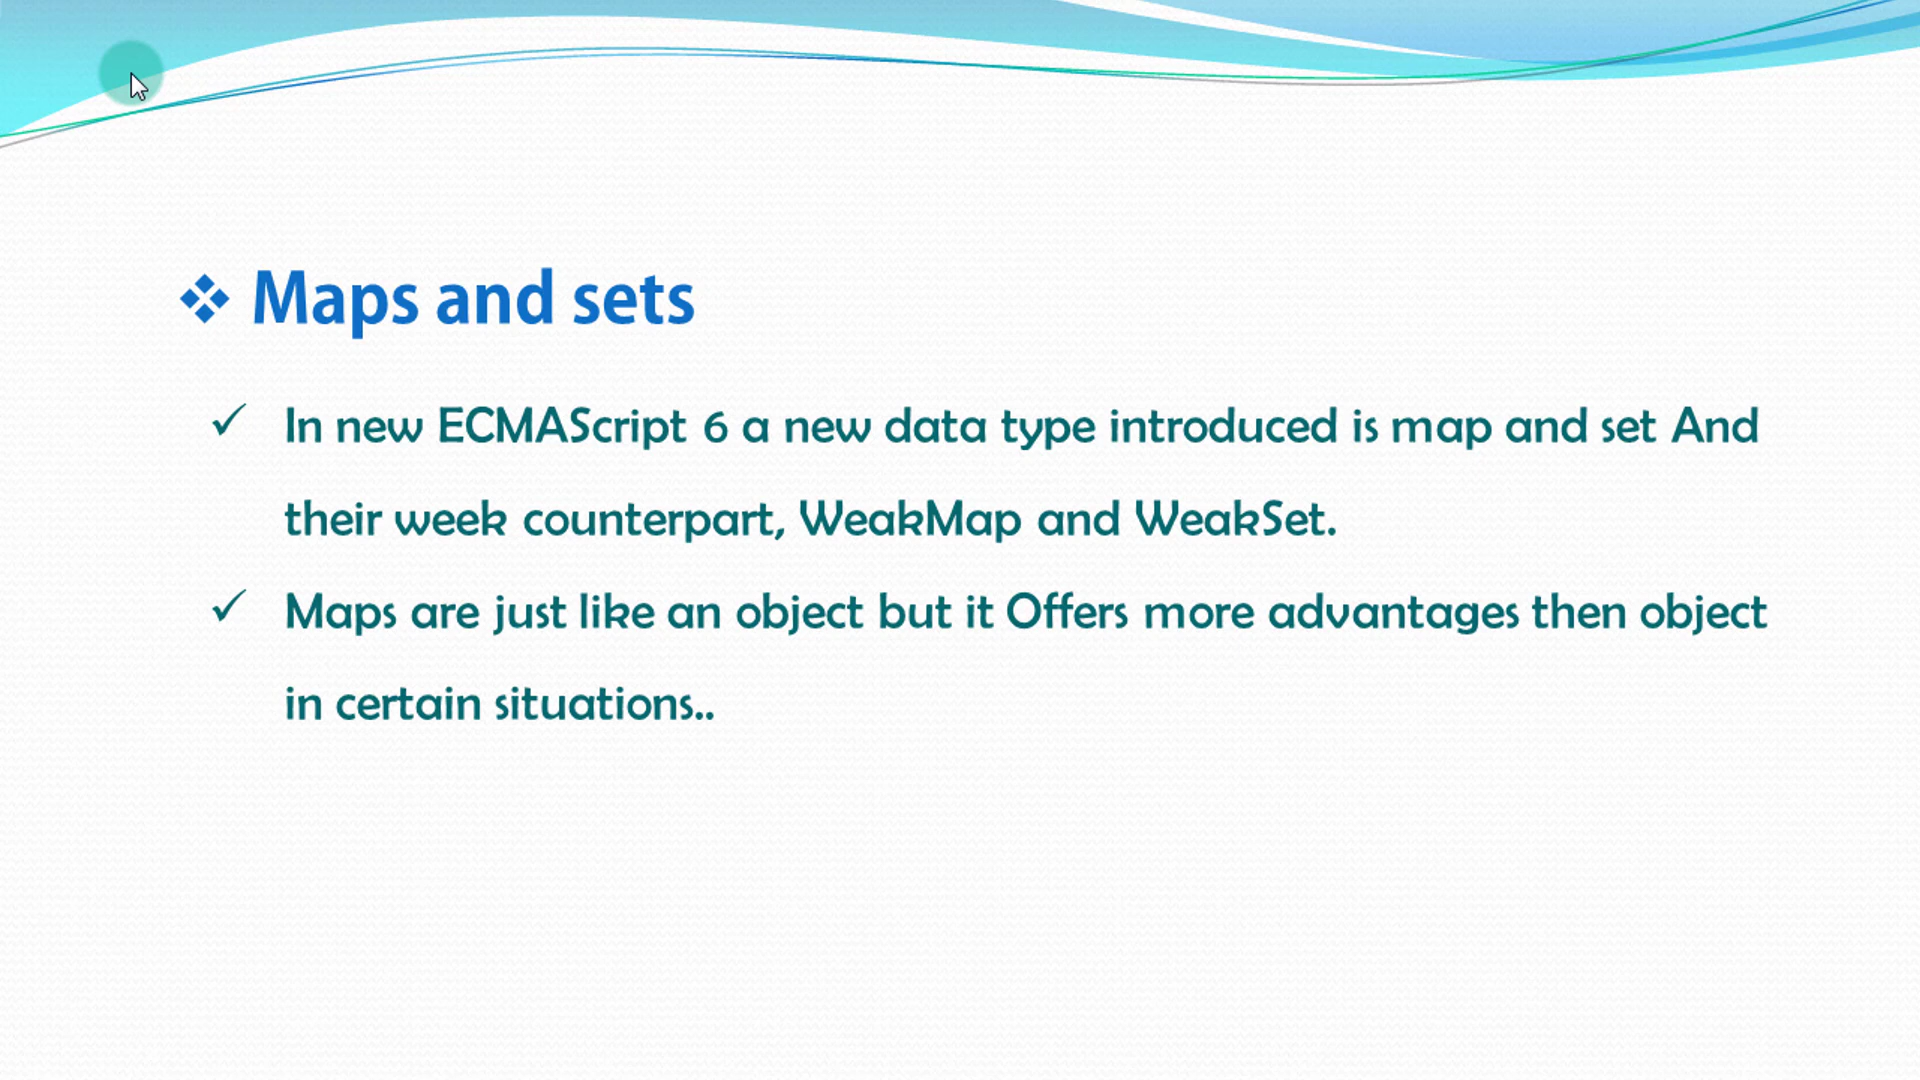 Maps and sets
In new ECMAScript 6 a new data type introduced is map and set And
their week counterpart, WeakMap and WeakSet.
Maps are just like an object but it Offers more advantages then object
in certain situations..